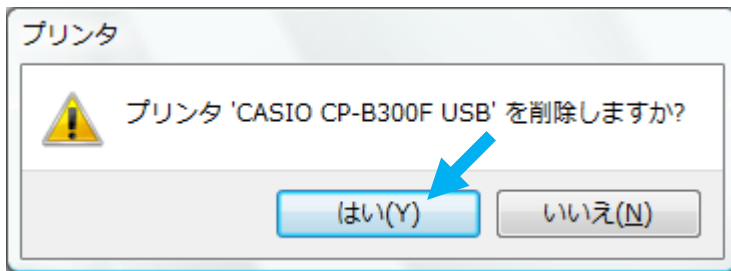 プリンタ
プリンタ 'CASIO CP-B300F USB' を削除しますか?
はい(Y) いいえ(N)